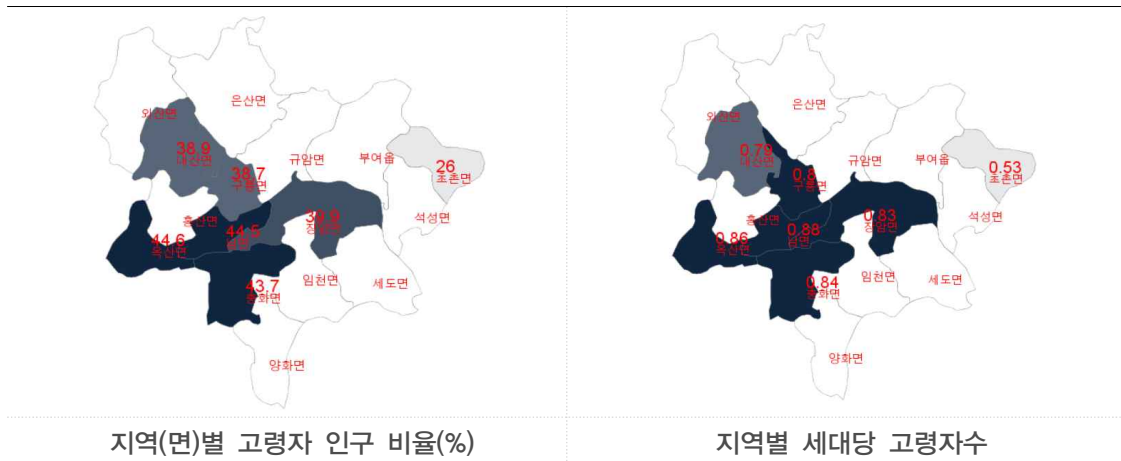 은산면
외산면
38.9
내산면
38.7
구룡면
규암면
부여읍
26
초촌면
홍산면
44.5
남면
장암면
석성면
44.6
옥산면
43.7
충화면
임천면
세도면
양화면
지역(면)별 고령자 인구 비율(%)
은산면
외산면
0.79
내산면
0.8
구룡면
규암면
부여읍
0.53
초촌면
홍산면
0.88
남면
0.83
장암면
석성면
0.86
옥산면
0.84
충화면
임천면
세도면
양화면
지역별 세대당 고령자수